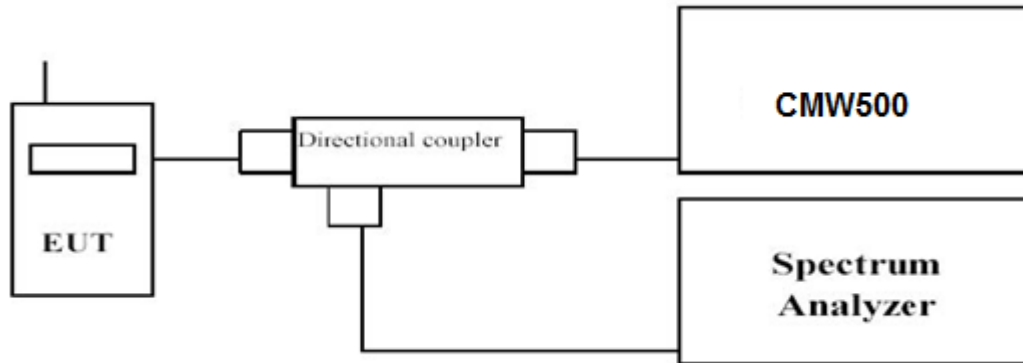 EUT
Directional coupler
CMW500
Spectrum
Analyzer